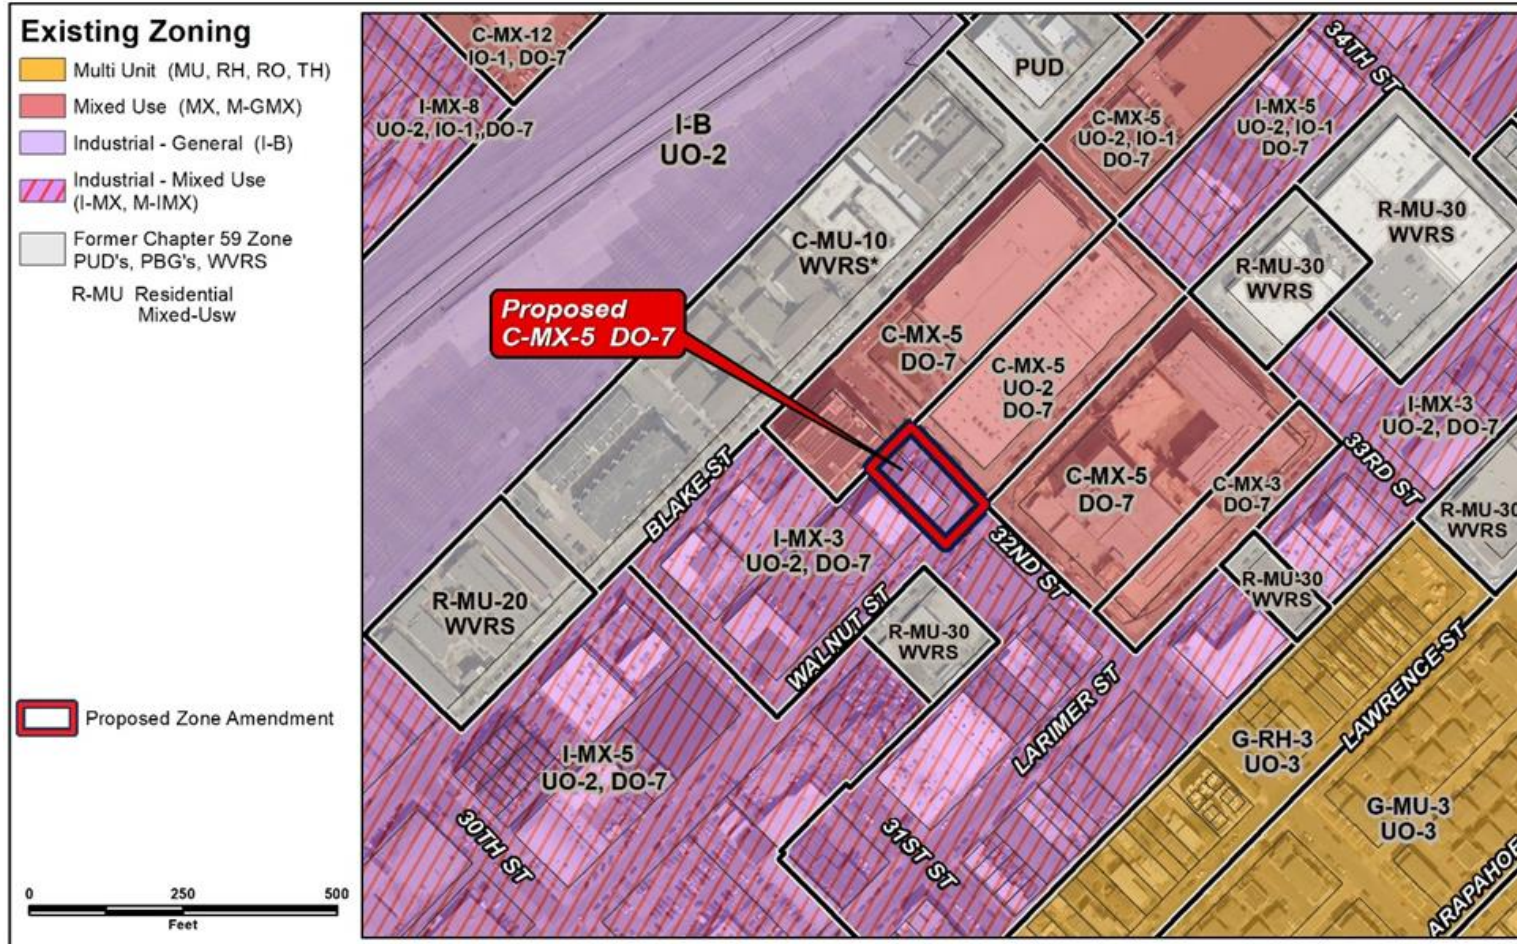 Existing Zoning
Multi Unit (MU, RH, RO, TH)
Mixed Use (MX, M-GMX)
Industrial - General (I-B)
Industrial - Mixed Use
(I-MX, M-IMX)
Former Chapter 59 Zone
PUD's, PBG's, WVRS
R-MU Residential
Mixed-Usw
Proposed Zone Amendment
0 250 500
Feet
C-MX-12
IO-1, DO-7
I-MX-8
UO-2, IO-1,,DO-7
I-B
UO-2
PUD
C-MX-5
UO-2, IO-1
DO-7
I-MX-5
UO-2, IO-1
DO-7
34TH ST
R-MU-30
WVRS
R-MU-30
WVRS
C-MU-10
WVRS*
Proposed
C-MX-5 DO-7
C-MX-5
DO-7
C-MX-5
UO-2
DO-7
I-MX-3
UO-2, DO-7
33RD ST
C-MX-5
DO-7
C-MX-3
DO-7
R-MU-30
WVRS
BLAKE ST
I-MX-3
UO-2, DO-7
32ND ST
R-MU-30
WVRS
R-MU-20
WVRS
WALNUT ST
R-MU-30
WVRS
LARIMER ST
LAWRENCE ST
G-RH-3
UO-3
I-MX-5
UO-2, DO-7
G-MU-3
UO-3
30TH ST
31ST ST
ARAPAHOE